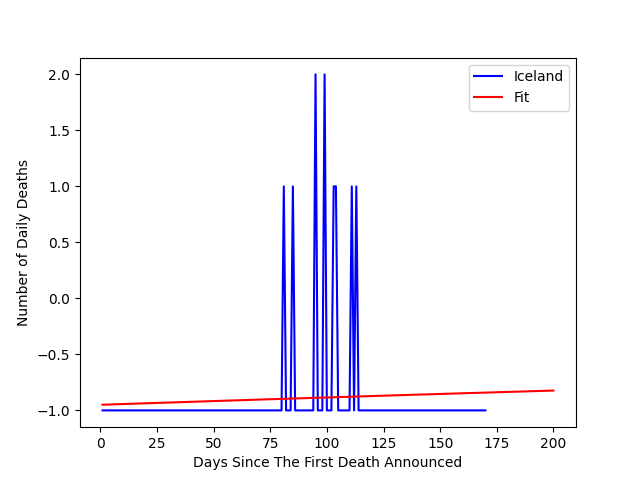 Iceland
Fit
2.0
1.5
1.0
0.5
0.0
−0.5
−1.0
Number of Daily Deaths
0 25 50 75 100 125 150 175 200
Days Since The First Death Announced